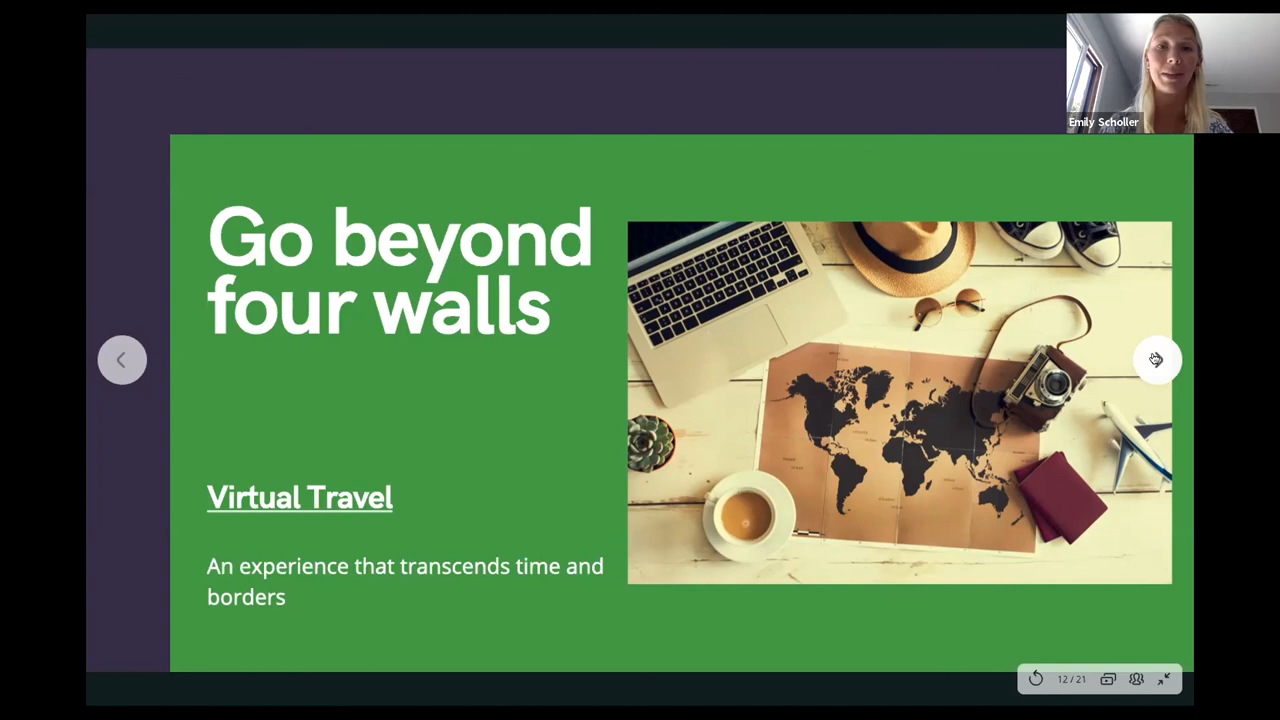 Emily Scholler
Go beyond
four walls
Virtual Travel
An experience that transcends time and
borders
12 / 21